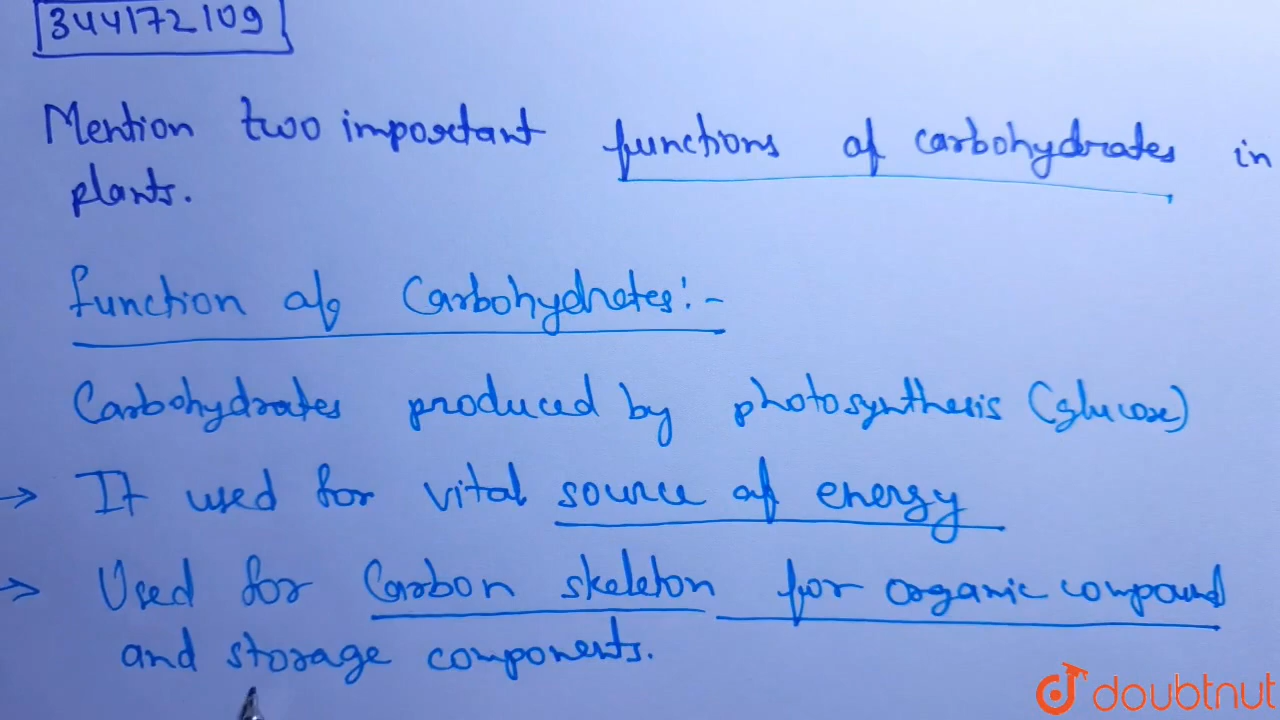 344172109
Mention two important functions of carbohydrates in
plants.
function of Carbohydrates:-
Carbohydrates produced by photosynthesis (glucose)
→ It used for vital source of energy
→ Used for Carbon skeleton for organic compound
and storage components.
doubtnut